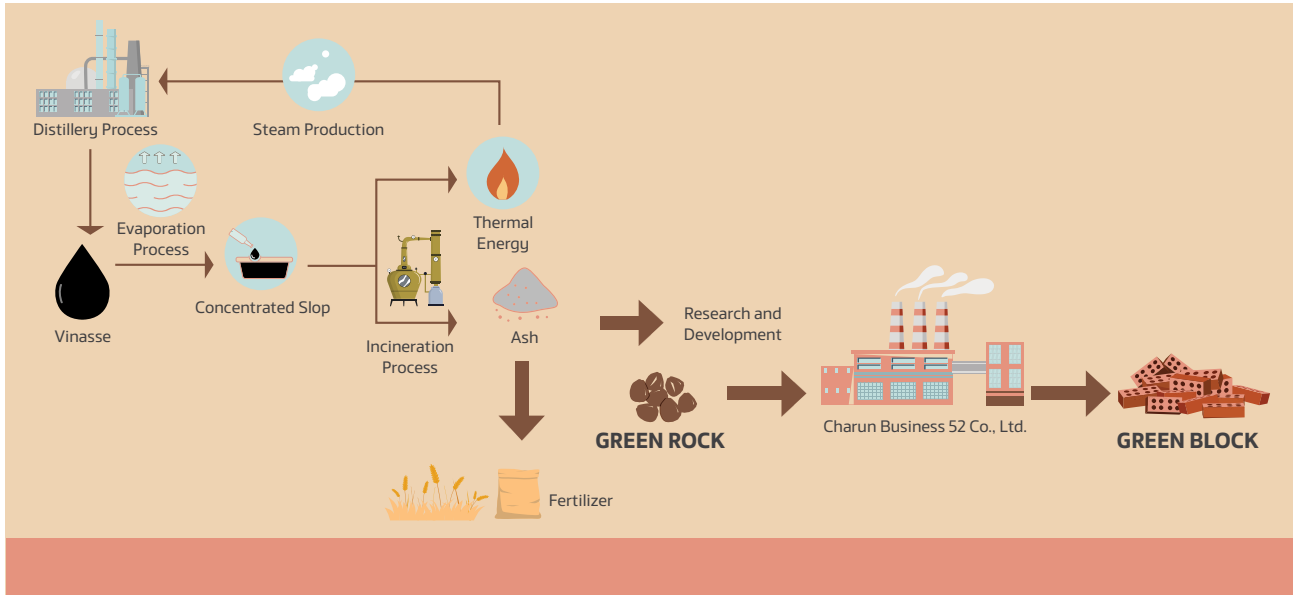 Distillery Process
Steam Production
Evaporation
Process
Thermal
Energy
Vinasse
Concentrated Slop
Incineration
Process
Ash
Research and
Development
GREEN ROCK
Charun Business 52 Co., Ltd.
GREEN BLOCK
Fertilizer